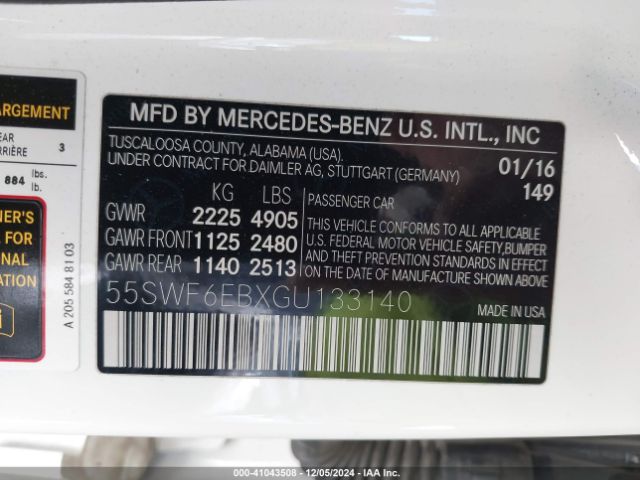 ARGEMENT
EAR
ERRIÈRE 3
884 lbs.
lb.
NER'S
L FOR
NAL
ATION
A 205 584 81 03
MFD BY MERCEDES-BENZ U.S. INTL., INC
TUSCALOOSA COUNTY, ALABAMA (USA).
UNDER CONTRACT FOR DAIMLER AG, STUTTGART (GERMANY)
01/16
149
KG LBS
GWR 2225 4905
GAWR FRONT 1125 2480
GAWR REAR 1140 2513
PASSENGER CAR
THIS VEHICLE CONFORMS TO ALL APPLICABLE
U.S. FEDERAL MOTOR VEHICLE SAFETY, BUMPER
AND THEFT PREVENTION STANDARDS IN EFFECT
ON THE DATE OF MANUFACTURE SHOWN ABOVE.
55SWF6EBXGU133140
MADE IN USA
00-41043508 • 12/05/2024 - IAA Inc.